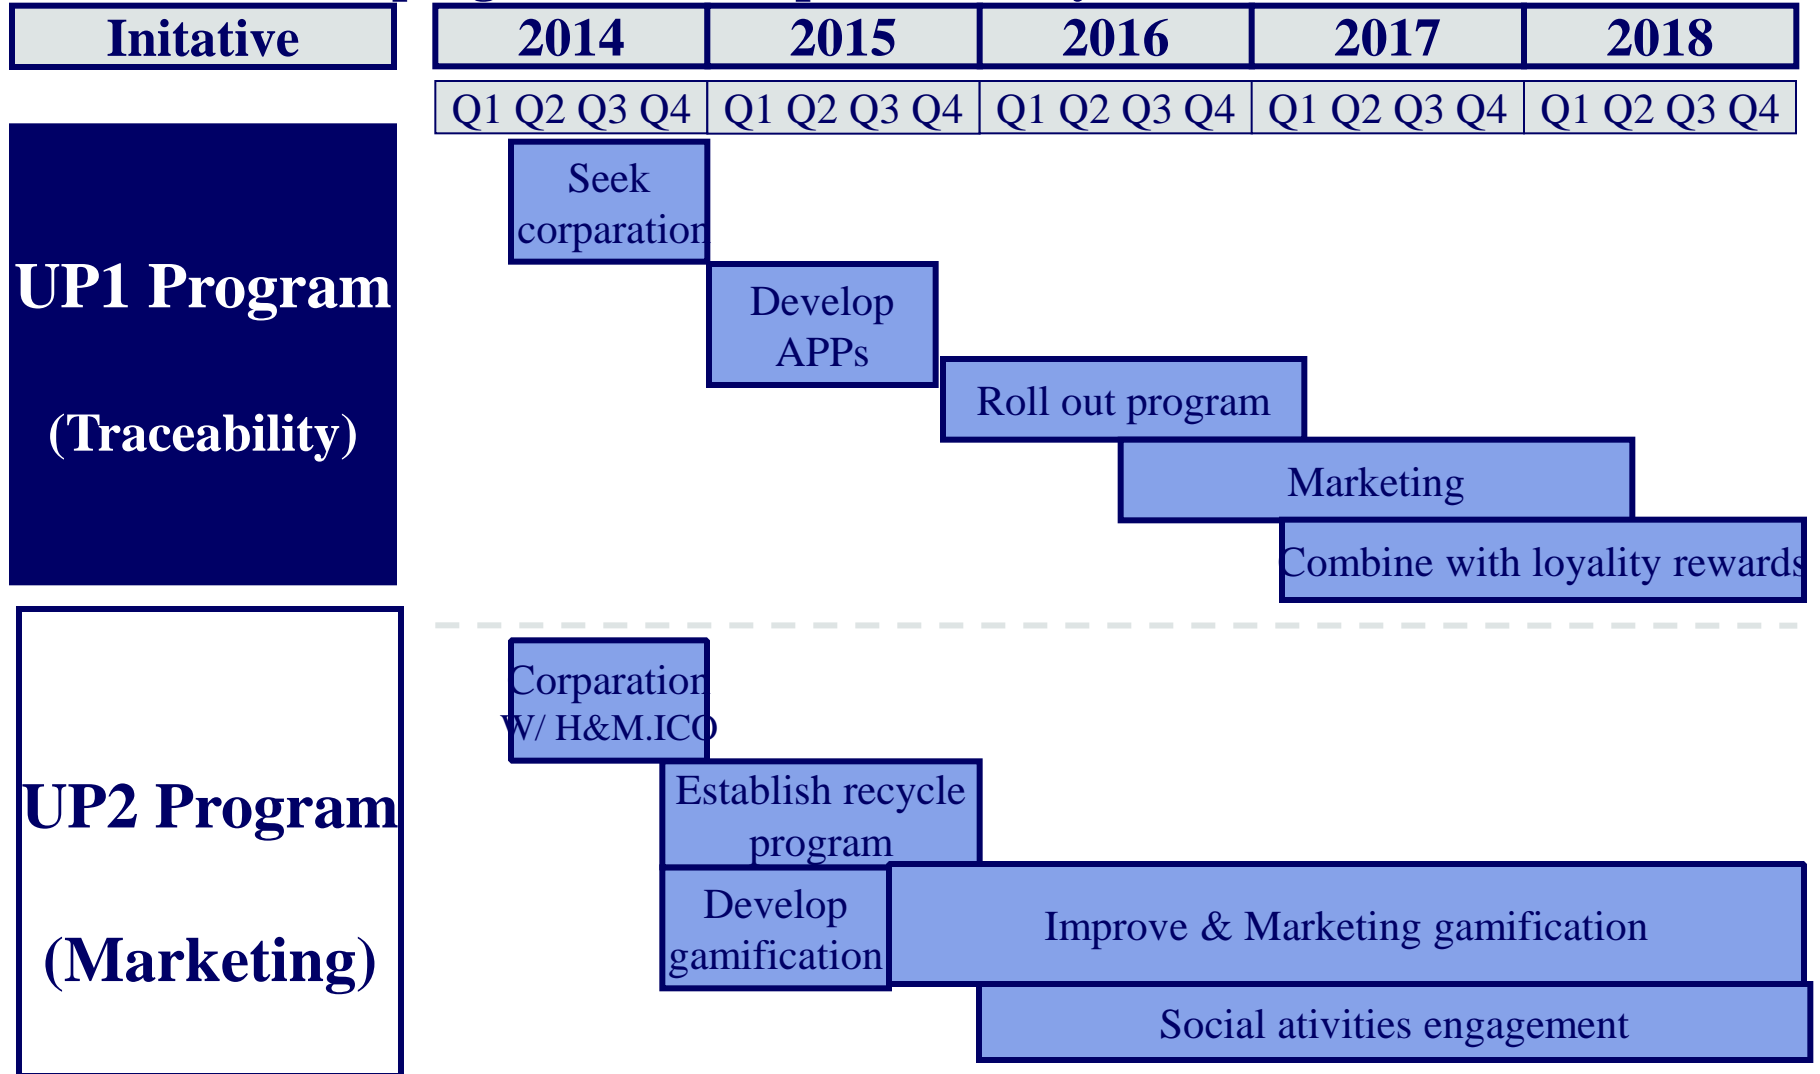 Initative
2014 2015 2016 2017 2018
Q1 Q2 Q3 Q4 Q1 Q2 Q3 Q4 Q1 Q2 Q3 Q4 Q1 Q2 Q3 Q4 Q1 Q2 Q3 Q4
UP1 Program
(Traceability)
Seek
corparation
Develop
APPs
Roll out program
Marketing
Combine with loyality rewards
UP2 Program
(Marketing)
Corparation
W/ H&M.ICO
Establish recycle
program
Develop
gamification
Improve & Marketing gamification
Social ativities engagement